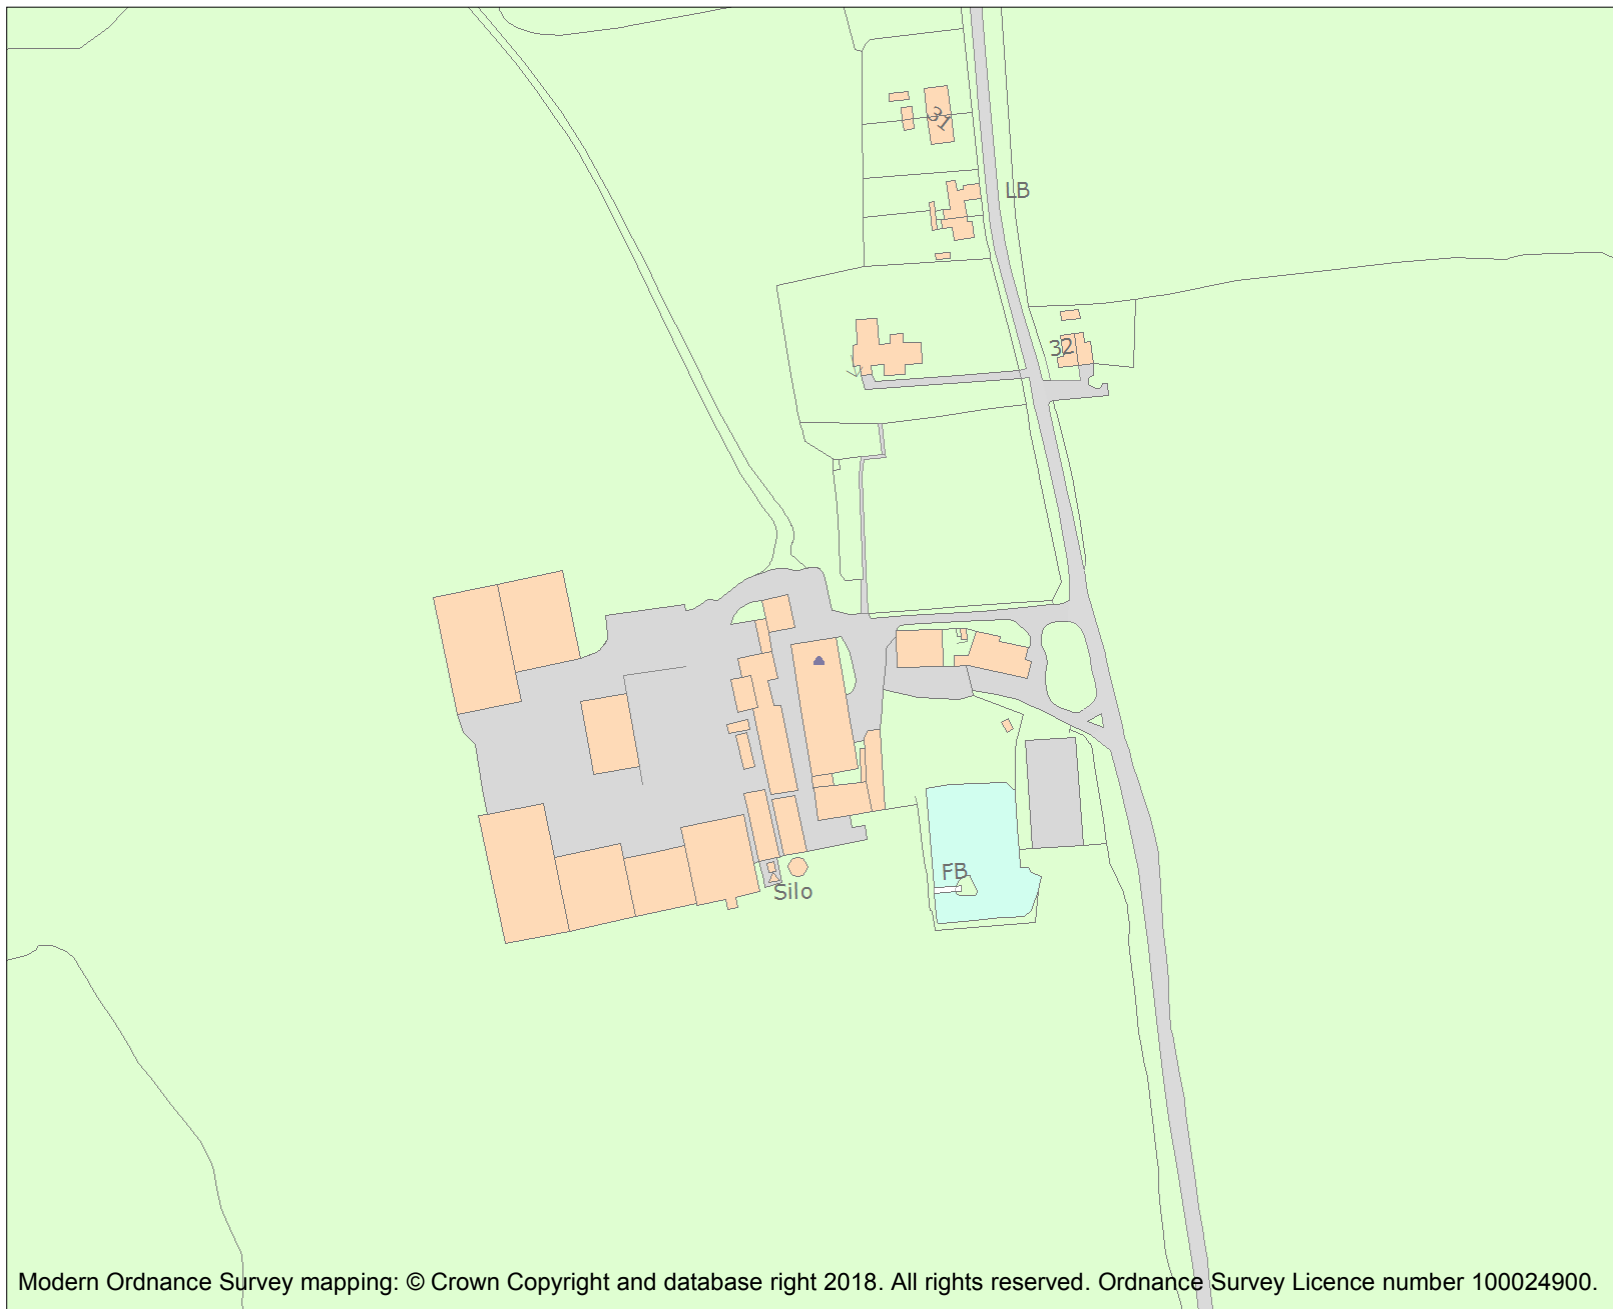 31
LB
32
FB
Silo
Modern Ordnance Survey mapping: © Crown Copyright and database right 2018. All rights reserved. Ordnance Survey Licence number 100024900.